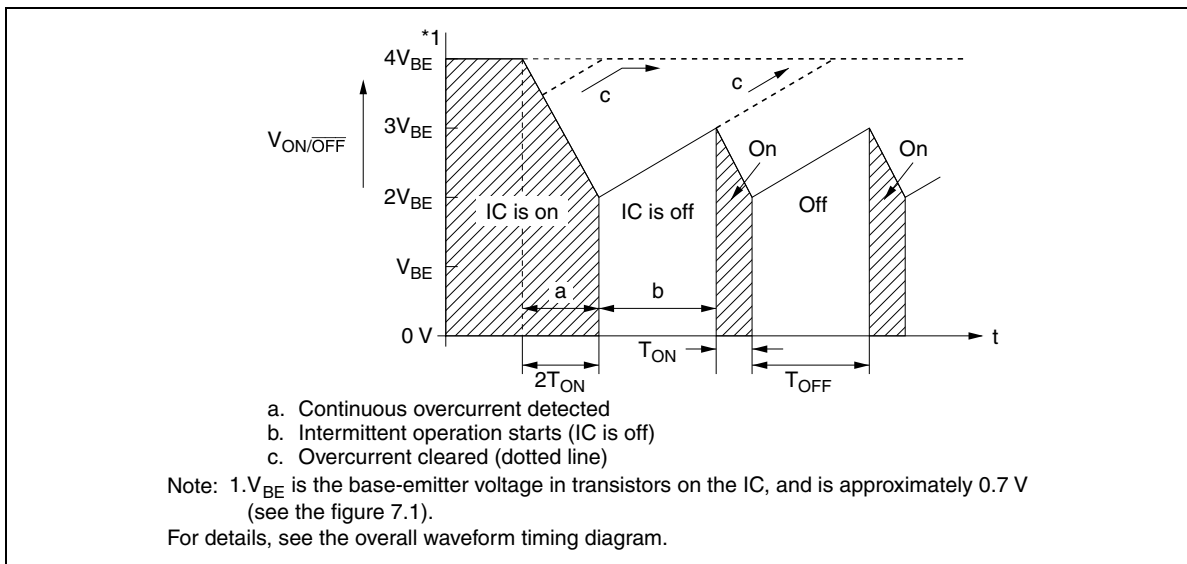 *1
4V_BE
c
c
3V_BE
V_ON/OFF
On
On
2V_BE
IC is on
IC is off
Off
V_BE
a
b
0 V
t
T_ON
2T_ON
T_OFF
a. Continuous overcurrent detected
b. Intermittent operation starts (IC is off)
c. Overcurrent cleared (dotted line)
Note: 1.V_BE is the base-emitter voltage in transistors on the IC, and is approximately 0.7 V
(see the figure 7.1).
For details, see the overall waveform timing diagram.